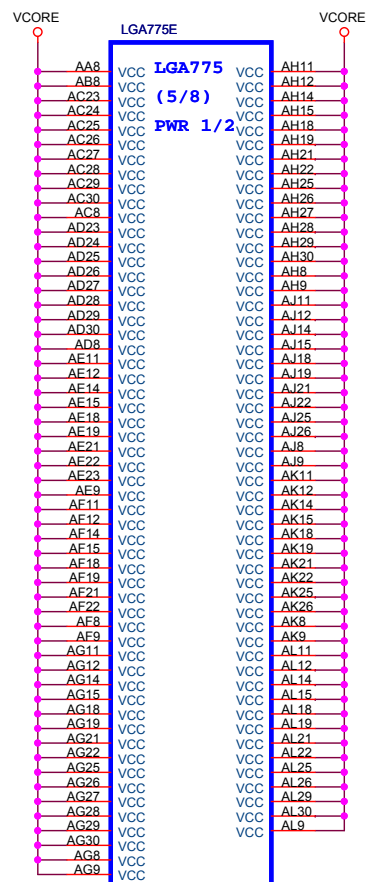 VCORE VCORE
LGA775E
AA8 VCC LGA775 VCC AH11
AB8 VCC VCC AH12
AC23 VCC (5/8) VCC AH14
AC24 VCC VCC AH15
AC25 VCC PWR 1/2 VCC AH18
AC26 VCC VCC AH19
AC27 VCC VCC AH21
AC28 VCC VCC AH22
AC29 VCC VCC AH25
AC30 VCC VCC AH26
AC8 VCC VCC AH27
AD23 VCC VCC AH28
AD24 VCC VCC AH29
AD25 VCC VCC AH30
AD26 VCC VCC AH8
AD27 VCC VCC AH9
AD28 VCC VCC AJ11
AD29 VCC VCC AJ12
AD30 VCC VCC AJ14
AD8 VCC VCC AJ15
AE11 VCC VCC AJ18
AE12 VCC VCC AJ19
AE14 VCC VCC AJ21
AE15 VCC VCC AJ22
AE18 VCC VCC AJ25
AE19 VCC VCC AJ26
AE21 VCC VCC AJ8
AE22 VCC VCC AJ9
AE23 VCC VCC AK11
AE9 VCC VCC AK12
AF11 VCC VCC AK14
AF12 VCC VCC AK15
AF14 VCC VCC AK18
AF15 VCC VCC AK19
AF18 VCC VCC AK21
AF19 VCC VCC AK22
AF21 VCC VCC AK25
AF22 VCC VCC AK26
AF8 VCC VCC AK8
AF9 VCC VCC AK9
AG11 VCC VCC AL11
AG12 VCC VCC AL12
AG14 VCC VCC AL14
AG15 VCC VCC AL15
AG18 VCC VCC AL18
AG19 VCC VCC AL19
AG21 VCC VCC AL21
AG22 VCC VCC AL22
AG25 VCC VCC AL25
AG26 VCC VCC AL26
AG27 VCC VCC AL29
AG28 VCC VCC AL30
AG29 VCC VCC AL9
AG30 VCC
AG8 VCC
AG9 VCC